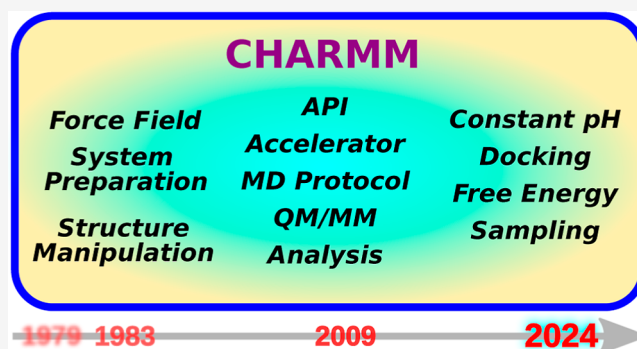 CHARMM
Force Field
System
Preparation
Structure
Manipulation
API
Accelerator
MD Protocol
QM/MM
Analysis
Constant pH
Docking
Free Energy
Sampling
1979 1983 2009 2024